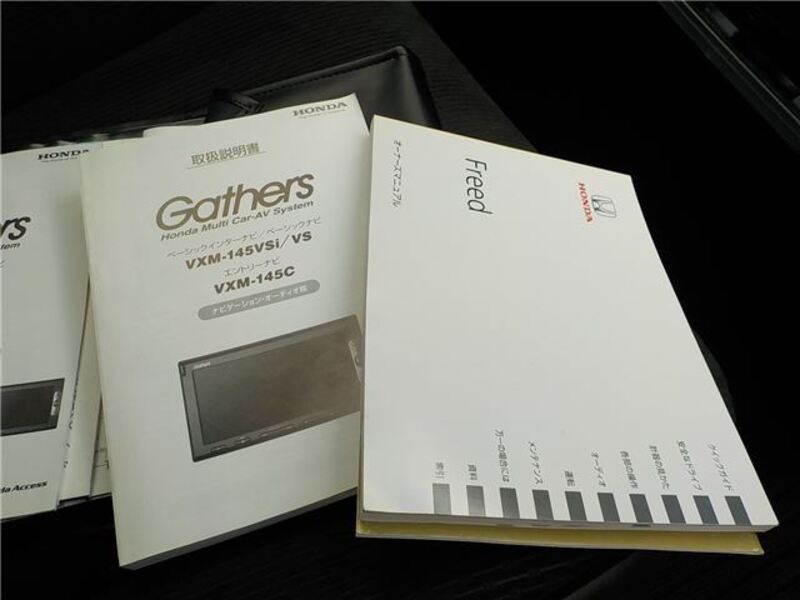 HONDA
rs
ystem
da Access
HONDA
取扱説明書
Gathers
Honda Multi Car-AV System
ベーシックインターナビ/ベーシックナビ
VXM-145VSi/VS
エントリーナビ
VXM-145C
ナビゲーション・オーディオ編
オーナーズマニュアル
Freed
HONDA
クイックガイド
安全なドライブ
計器の見かた
各部の操作
オーディオ
運転
メンテナンス
万一の場合には
資料
索引